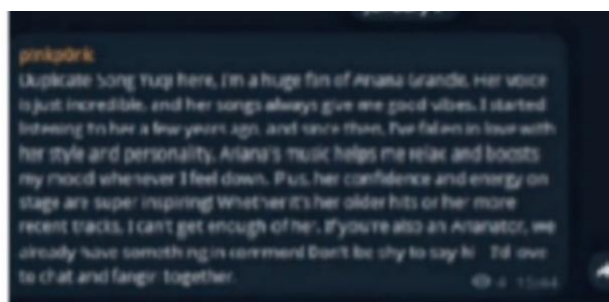 pinkp0nk
Duplicate Song Yuqi here, I'm a huge fan of Ariana Grande. Her voice
is just incredible, and her songs always give me good vibes. I started
listening to her a few years ago, and since then, I've fallen in love with
her style and personality. Ariana's music helps me relax and boosts
my mood whenever I feel down. Plus, her confidence and energy on
stage are super inspiring! Whether it's her older hits or her more
recent tracks, I can't get enough of her. If you're also an Arianator, we
already have something in common! Don't be shy to say hi I'd love
to chat and fangirl together.
4